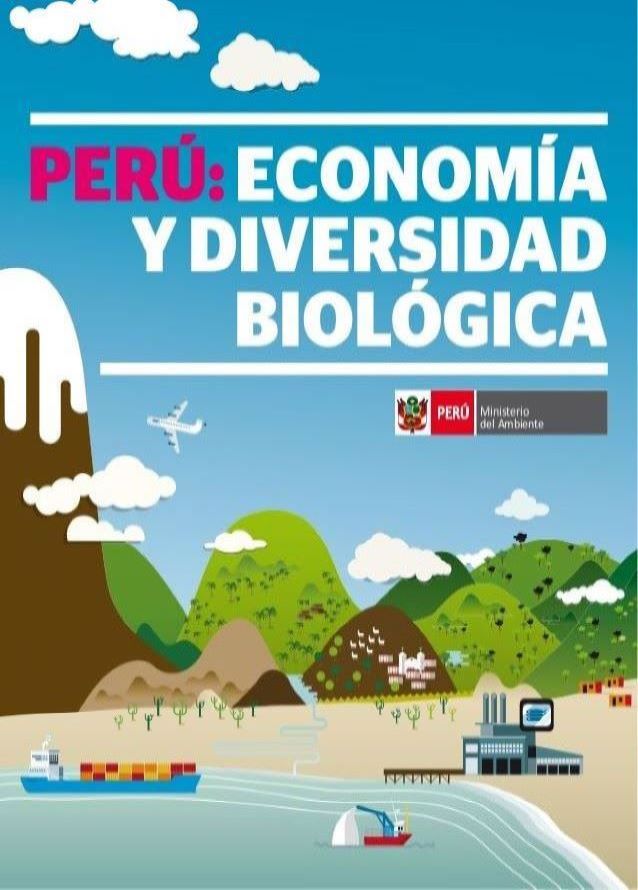 PERÚ: ECONOMÍA
Y DIVERSIDAD
BIOLÓGICA
PERÚ
Ministerio
del Ambiente